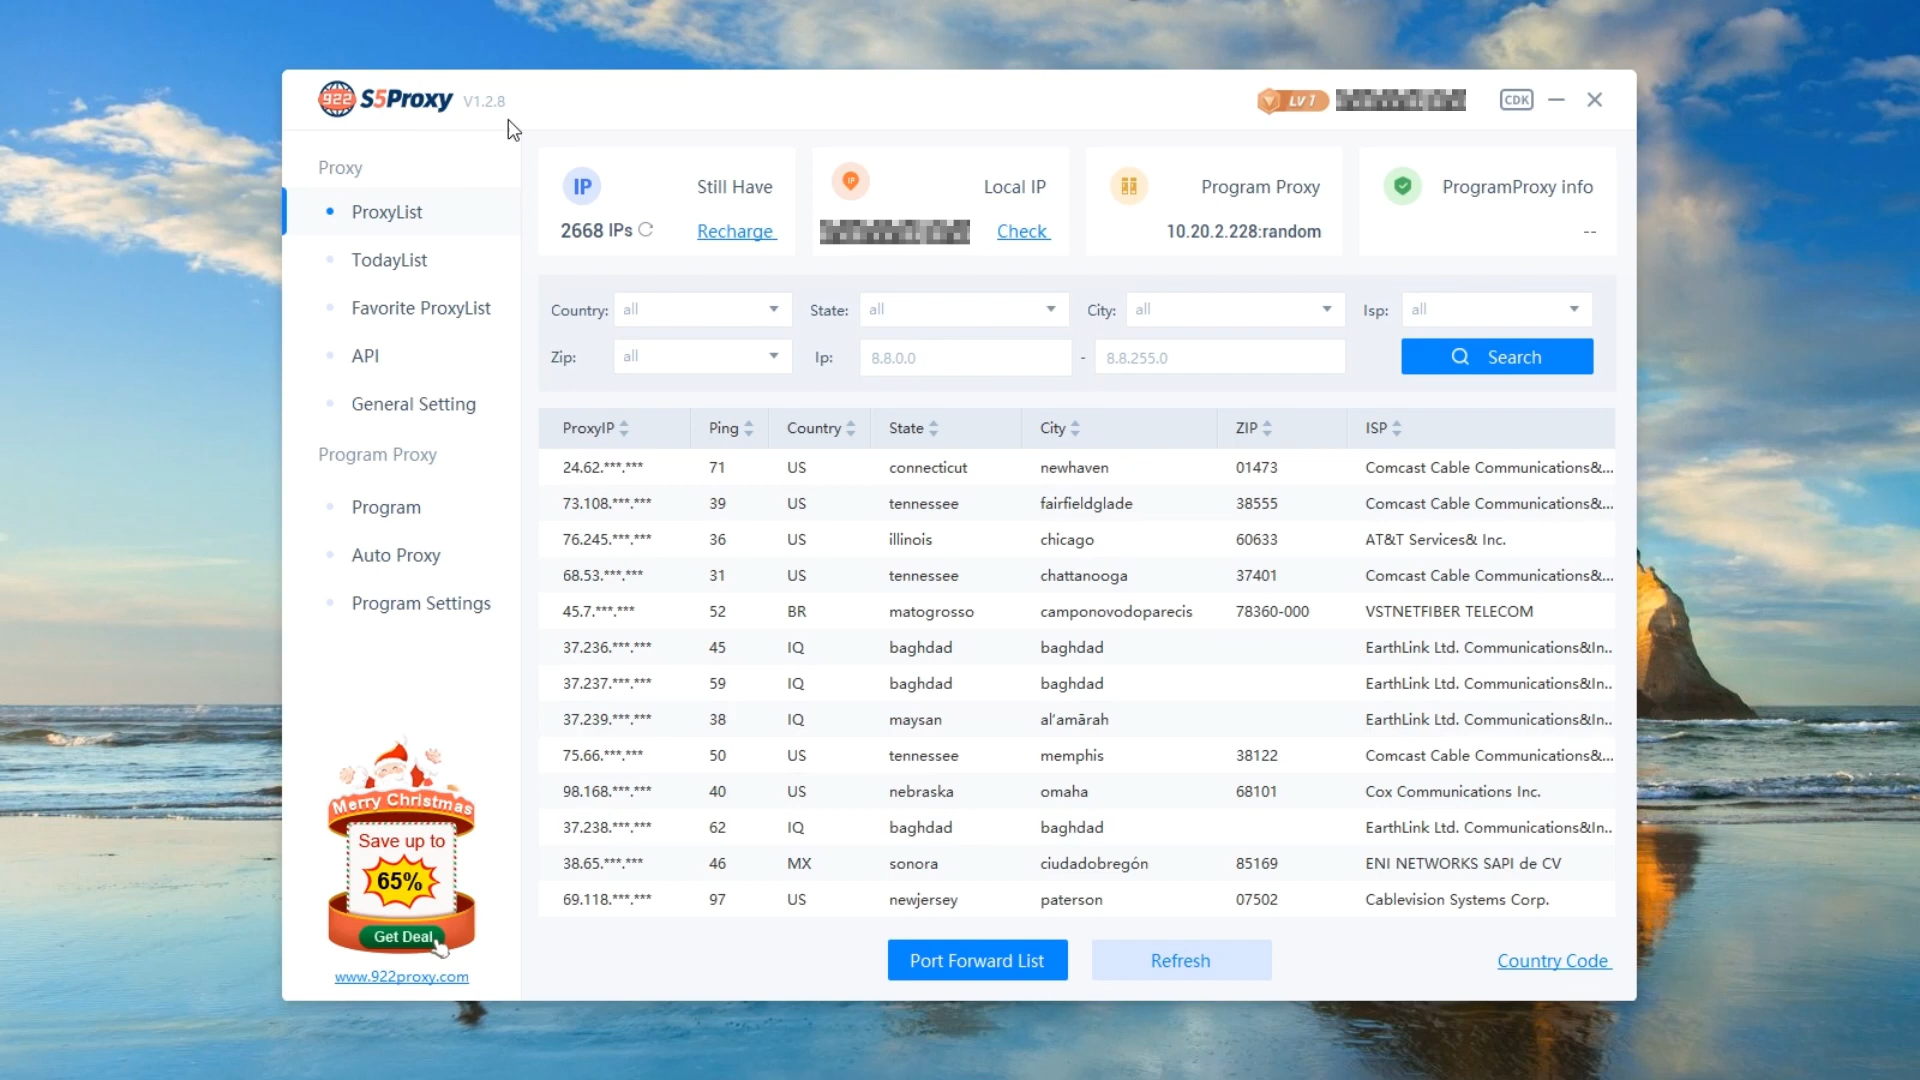 922 S5Proxy V1.2.8
LV 1
CDK
Proxy
ProxyList
TodayList
Favorite ProxyList
API
General Setting
Program Proxy
Program
Auto Proxy
Program Settings
Merry Christmas
Save up to
65%
Get Deal
www.922proxy.com
IP Still Have
2668 IPs Recharge
IP Local IP
Check
Program Proxy
10.20.2.228:random
ProgramProxy info
--
Country: all State: all City: all Isp: all
Zip: all Ip: 8.8.0.0 - 8.8.255.0 Search
ProxyIP Ping Country State City ZIP ISP
24.62.***.*** 71 US connecticut newhaven 01473 Comcast Cable Communications&...
73.108.***.*** 39 US tennessee fairfieldglade 38555 Comcast Cable Communications&...
76.245.***.*** 36 US illinois chicago 60633 AT&T Services& Inc.
68.53.***.*** 31 US tennessee chattanooga 37401 Comcast Cable Communications&...
45.7.***.*** 52 BR matogrosso camponovodoparecis 78360-000 VSTNETFIBER TELECOM
37.236.***.*** 45 IQ baghdad baghdad EarthLink Ltd. Communications&In..
37.237.***.*** 59 IQ baghdad baghdad EarthLink Ltd. Communications&In..
37.239.***.*** 38 IQ maysan al'amārah EarthLink Ltd. Communications&In..
75.66.***.*** 50 US tennessee memphis 38122 Comcast Cable Communications&...
98.168.***.*** 40 US nebraska omaha 68101 Cox Communications Inc.
37.238.***.*** 62 IQ baghdad baghdad EarthLink Ltd. Communications&In..
38.65.***.*** 46 MX sonora ciudadobregón 85169 ENI NETWORKS SAPI de CV
69.118.***.*** 97 US newjersey paterson 07502 Cablevision Systems Corp.
Port Forward List Refresh Country Code